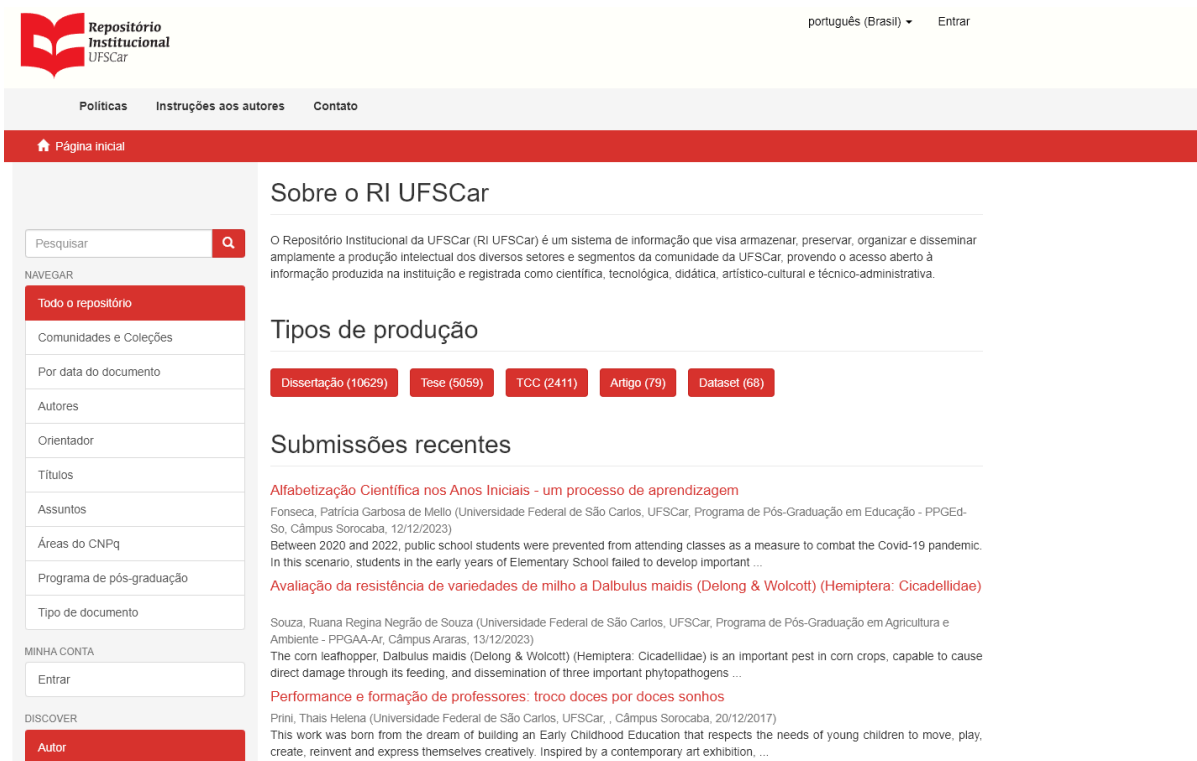 Repositório
Institucional
UFSCar
português (Brasil)
Entrar
Políticas
Instruções aos autores
Contato
Página inicial
Pesquisar
NAVEGAR
Todo o repositório
Comunidades e Coleções
Por data do documento
Autores
Orientador
Títulos
Assuntos
Áreas do CNPq
Programa de pós-graduação
Tipo de documento
MINHA CONTA
Entrar
DISCOVER
Autor
Sobre o RI UFSCar
O Repositório Institucional da UFSCar (RI UFSCar) é um sistema de informação que visa armazenar, preservar, organizar e disseminar
amplamente a produção intelectual dos diversos setores e segmentos da comunidade da UFSCar, provendo o acesso aberto à
informação produzida na instituição e registrada como científica, tecnológica, didática, artístico-cultural e técnico-administrativa.
Tipos de produção
Dissertação (10629)
Tese (5059)
TCC (2411)
Artigo (79)
Dataset (68)
Submissões recentes
Alfabetização Científica nos Anos Iniciais - um processo de aprendizagem
Fonseca, Patrícia Garbosa de Mello (Universidade Federal de São Carlos, UFSCar, Programa de Pós-Graduação em Educação - PPGEd-
So, Câmpus Sorocaba, 12/12/2023)
Between 2020 and 2022, public school students were prevented from attending classes as a measure to combat the Covid-19 pandemic.
In this scenario, students in the early years of Elementary School failed to develop important ...
Avaliação da resistência de variedades de milho a Dalbulus maidis (Delong & Wolcott) (Hemiptera: Cicadellidae)
Souza, Ruana Regina Negrão de Souza (Universidade Federal de São Carlos, UFSCar, Programa de Pós-Graduação em Agricultura e
Ambiente - PPGAA-Ar, Câmpus Araras, 13/12/2023)
The corn leafhopper, Dalbulus maidis (Delong & Wolcott) (Hemiptera: Cicadellidae) is an important pest in corn crops, capable to cause
direct damage through its feeding, and dissemination of three important phytopathogens ...
Performance e formação de professores: troco doces por doces sonhos
Prini, Thais Helena (Universidade Federal de São Carlos, UFSCar, , Câmpus Sorocaba, 20/12/2017)
This work was born from the dream of building an Early Childhood Education that respects the needs of young children to move, play,
create, reinvent and express themselves creatively. Inspired by a contemporary art exhibition, ...